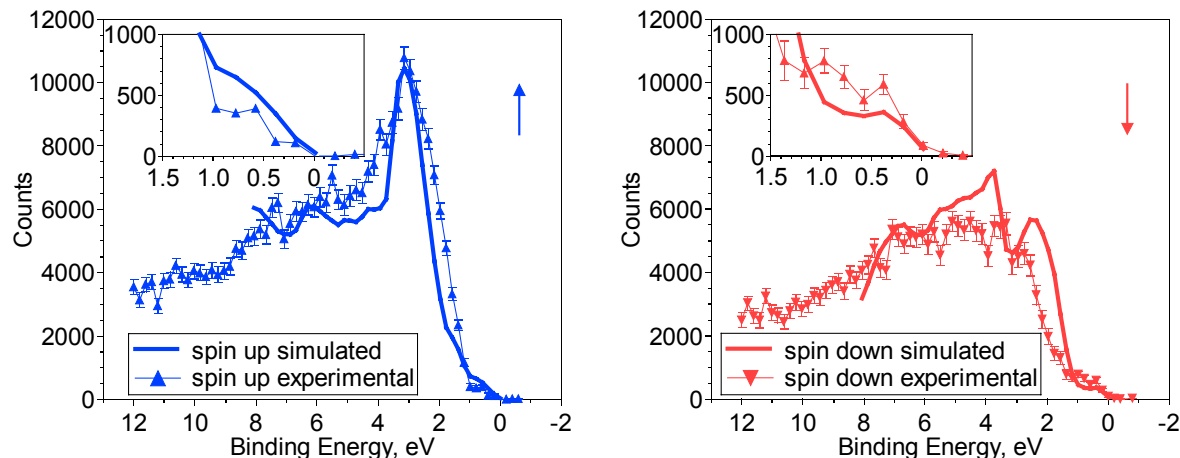 12000
10000
8000
6000
4000
2000
0
Counts
12 10 8 6 4 2 0 -2
Binding Energy, eV
1000
500
0
1.5 1.0 0.5 0
spin up simulated
spin up experimental
12000
10000
8000
6000
4000
2000
0
Counts
12 10 8 6 4 2 0 -2
Binding Energy, eV
1000
500
0
1.5 1.0 0.5 0
spin down simulated
spin down experimental